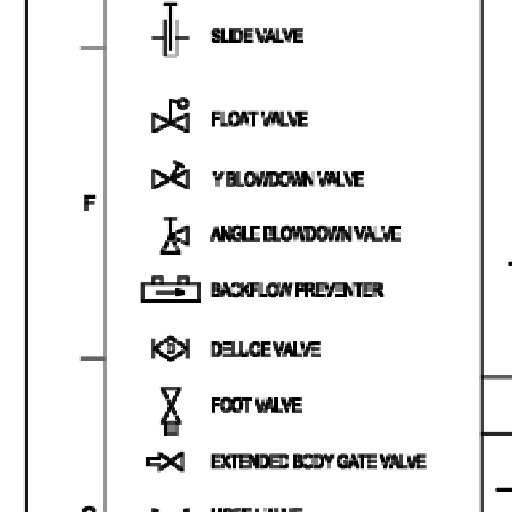 SLIDE VALVE
FLOAT VALVE
Y BLOWDOWN VALVE
F
ANGLE BLOWDOWN VALVE
BACKFLOW PREVENTER
DELUGE VALVE
FOOT VALVE
EXTENDED BODY GATE VALVE